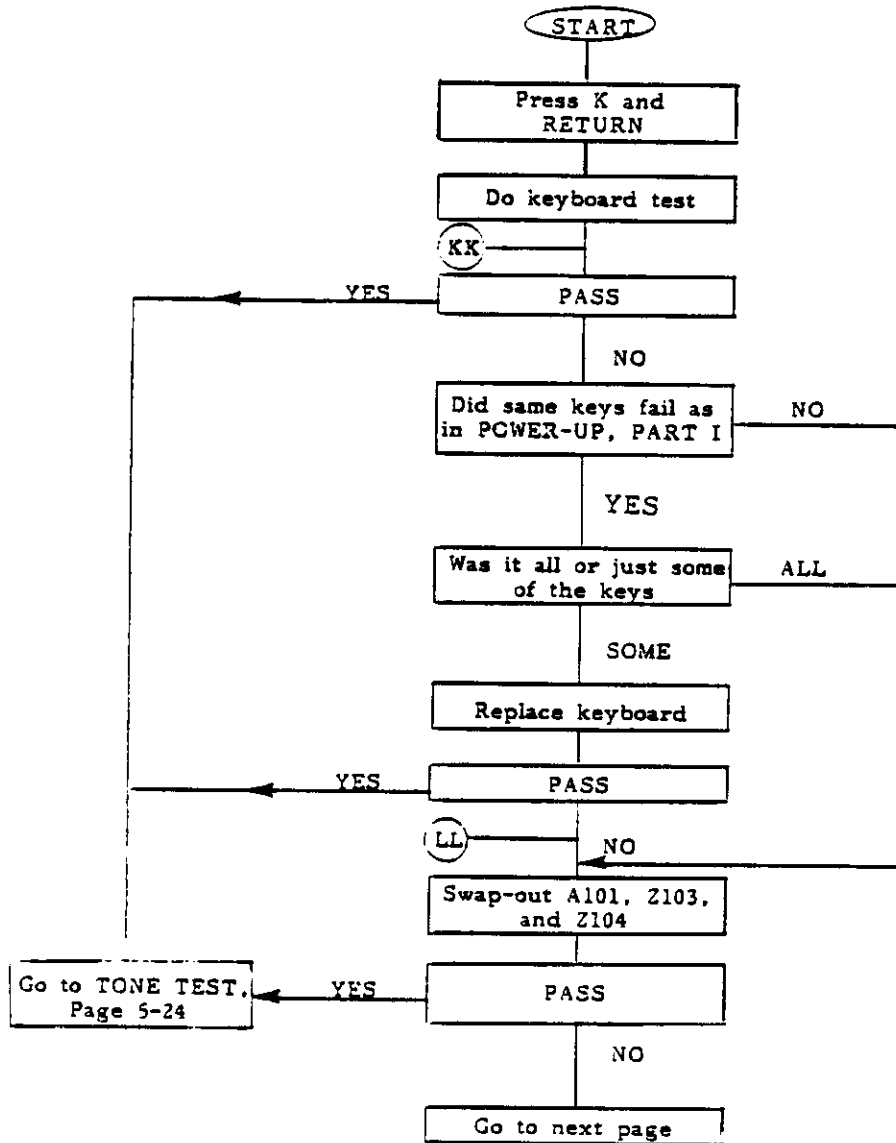 START
Press K and
RETURN
Do keyboard test
KK
YES
PASS
NO
Did same keys fail as
in POWER-UP, PART I
NO
YES
Was it all or just some
of the keys
ALL
SOME
Replace keyboard
YES
PASS
LL
NO
Swap-out A101, Z103,
and Z104
Go to TONE TEST,
Page 5-24
YES
PASS
NO
Go to next page